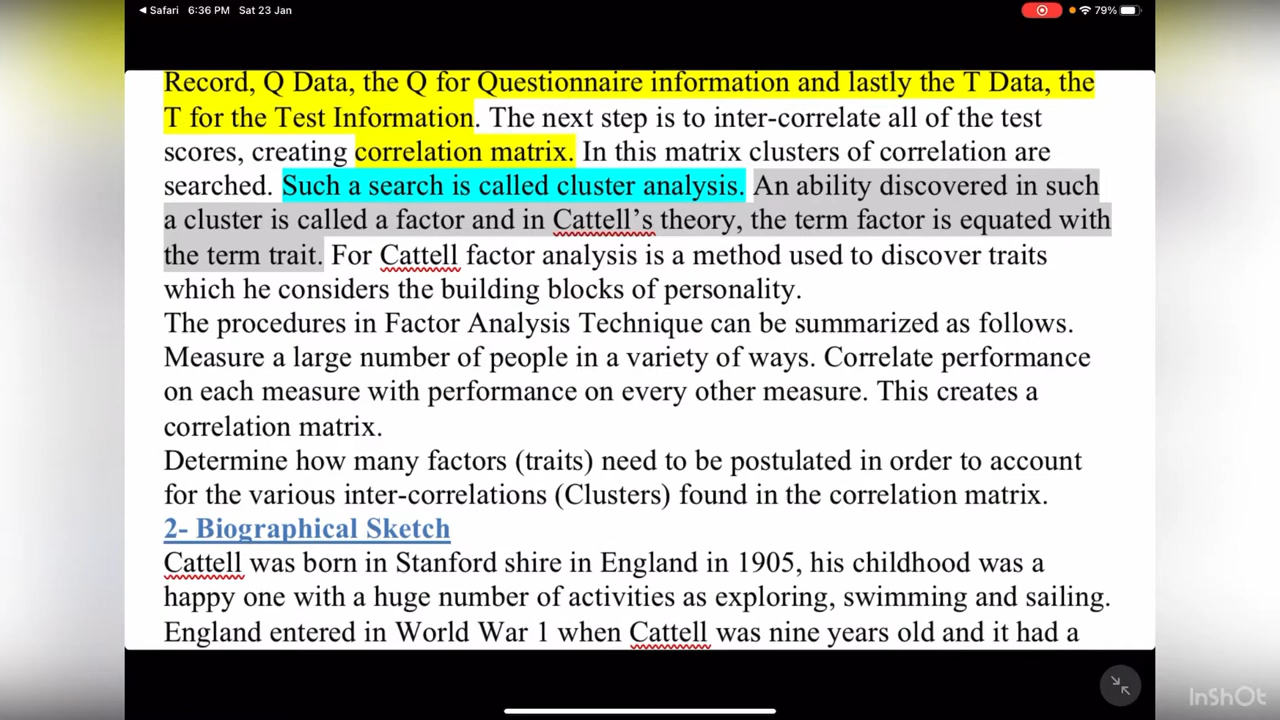 Safari 6:36 PM Sat 23 Jan 79%
Record, Q Data, the Q for Questionnaire information and lastly the T Data, the
T for the Test Information. The next step is to inter-correlate all of the test
scores, creating correlation matrix. In this matrix clusters of correlation are
searched. Such a search is called cluster analysis. An ability discovered in such
a cluster is called a factor and in Cattell’s theory, the term factor is equated with
the term trait. For Cattell factor analysis is a method used to discover traits
which he considers the building blocks of personality.
The procedures in Factor Analysis Technique can be summarized as follows.
Measure a large number of people in a variety of ways. Correlate performance
on each measure with performance on every other measure. This creates a
correlation matrix.
Determine how many factors (traits) need to be postulated in order to account
for the various inter-correlations (Clusters) found in the correlation matrix.
2- Biographical Sketch
Cattell was born in Stanford shire in England in 1905, his childhood was a
happy one with a huge number of activities as exploring, swimming and sailing.
England entered in World War 1 when Cattell was nine years old and it had a
InShOt